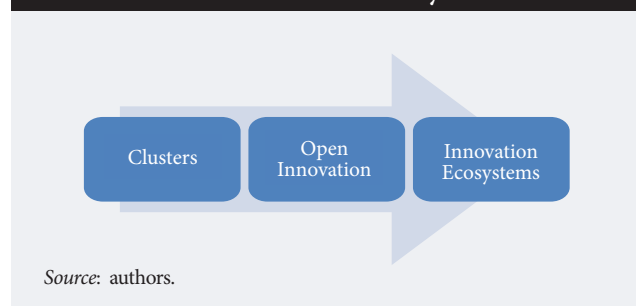 Clusters
Open
Innovation
Innovation
Ecosystems
Source: authors.